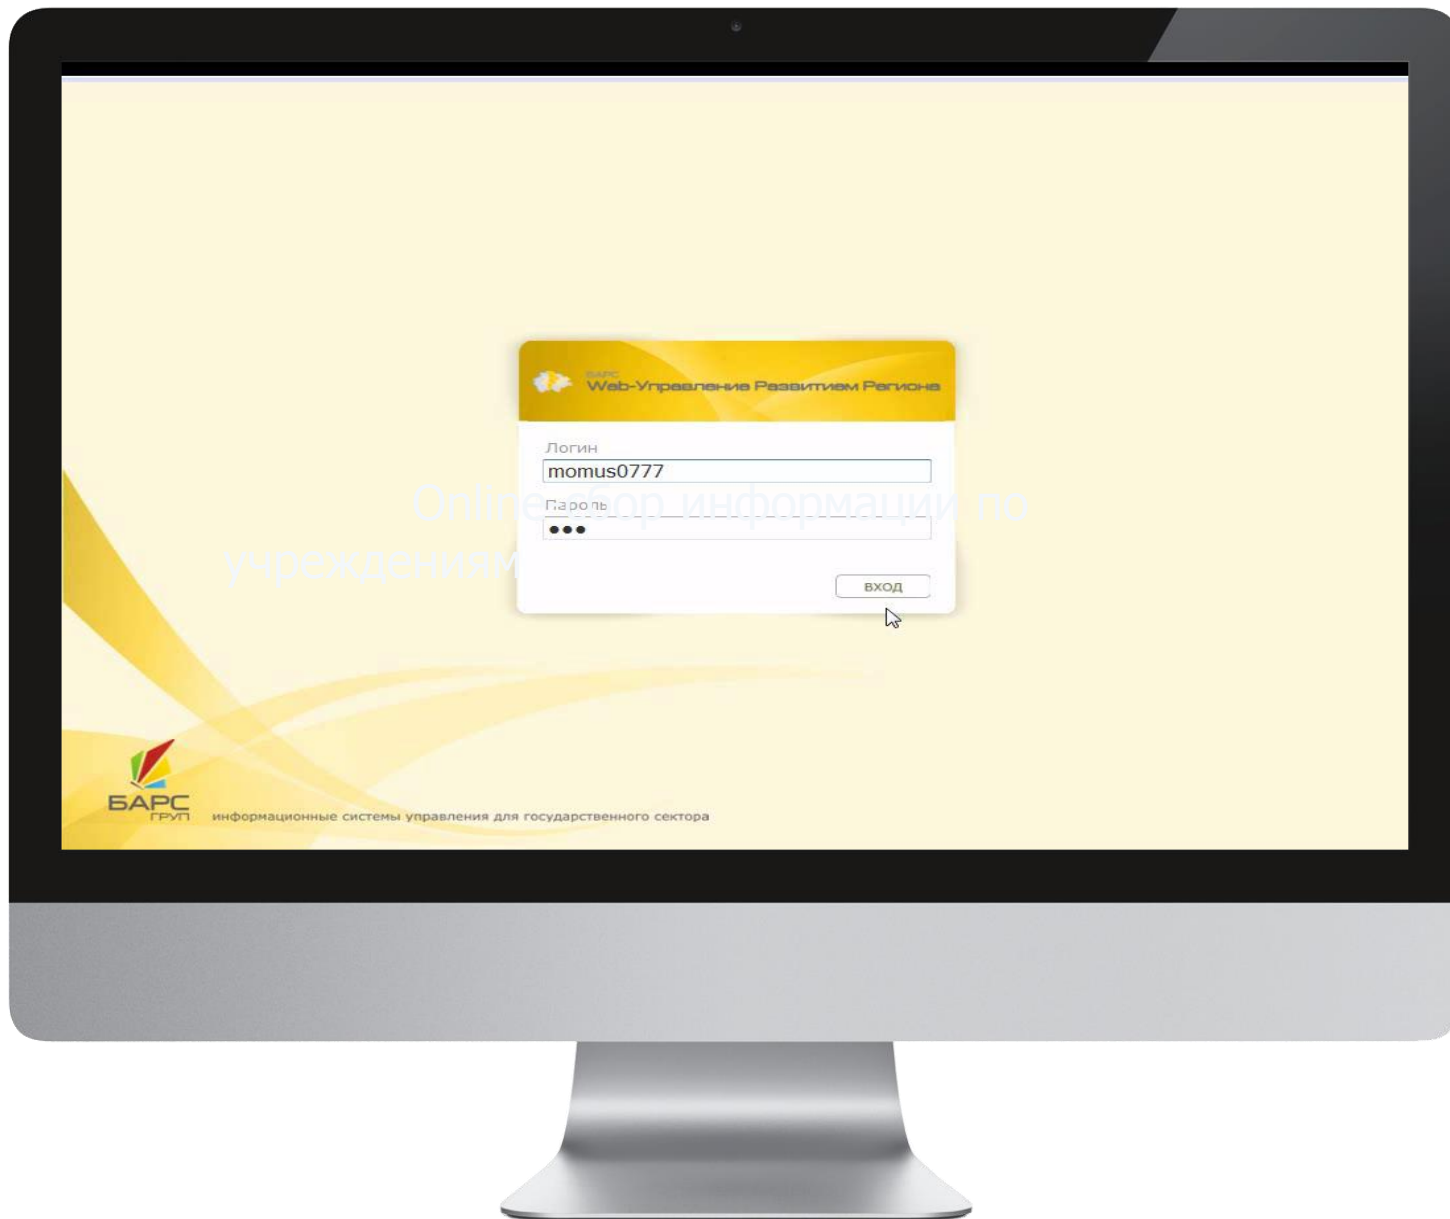 БАРС
Web-Управление Развитием Региона
Логин
momus0777
Пароль
Online сбор информации по
учреждениям
вход
БАРС
ГРУП
информационные системы управления для государственного сектора